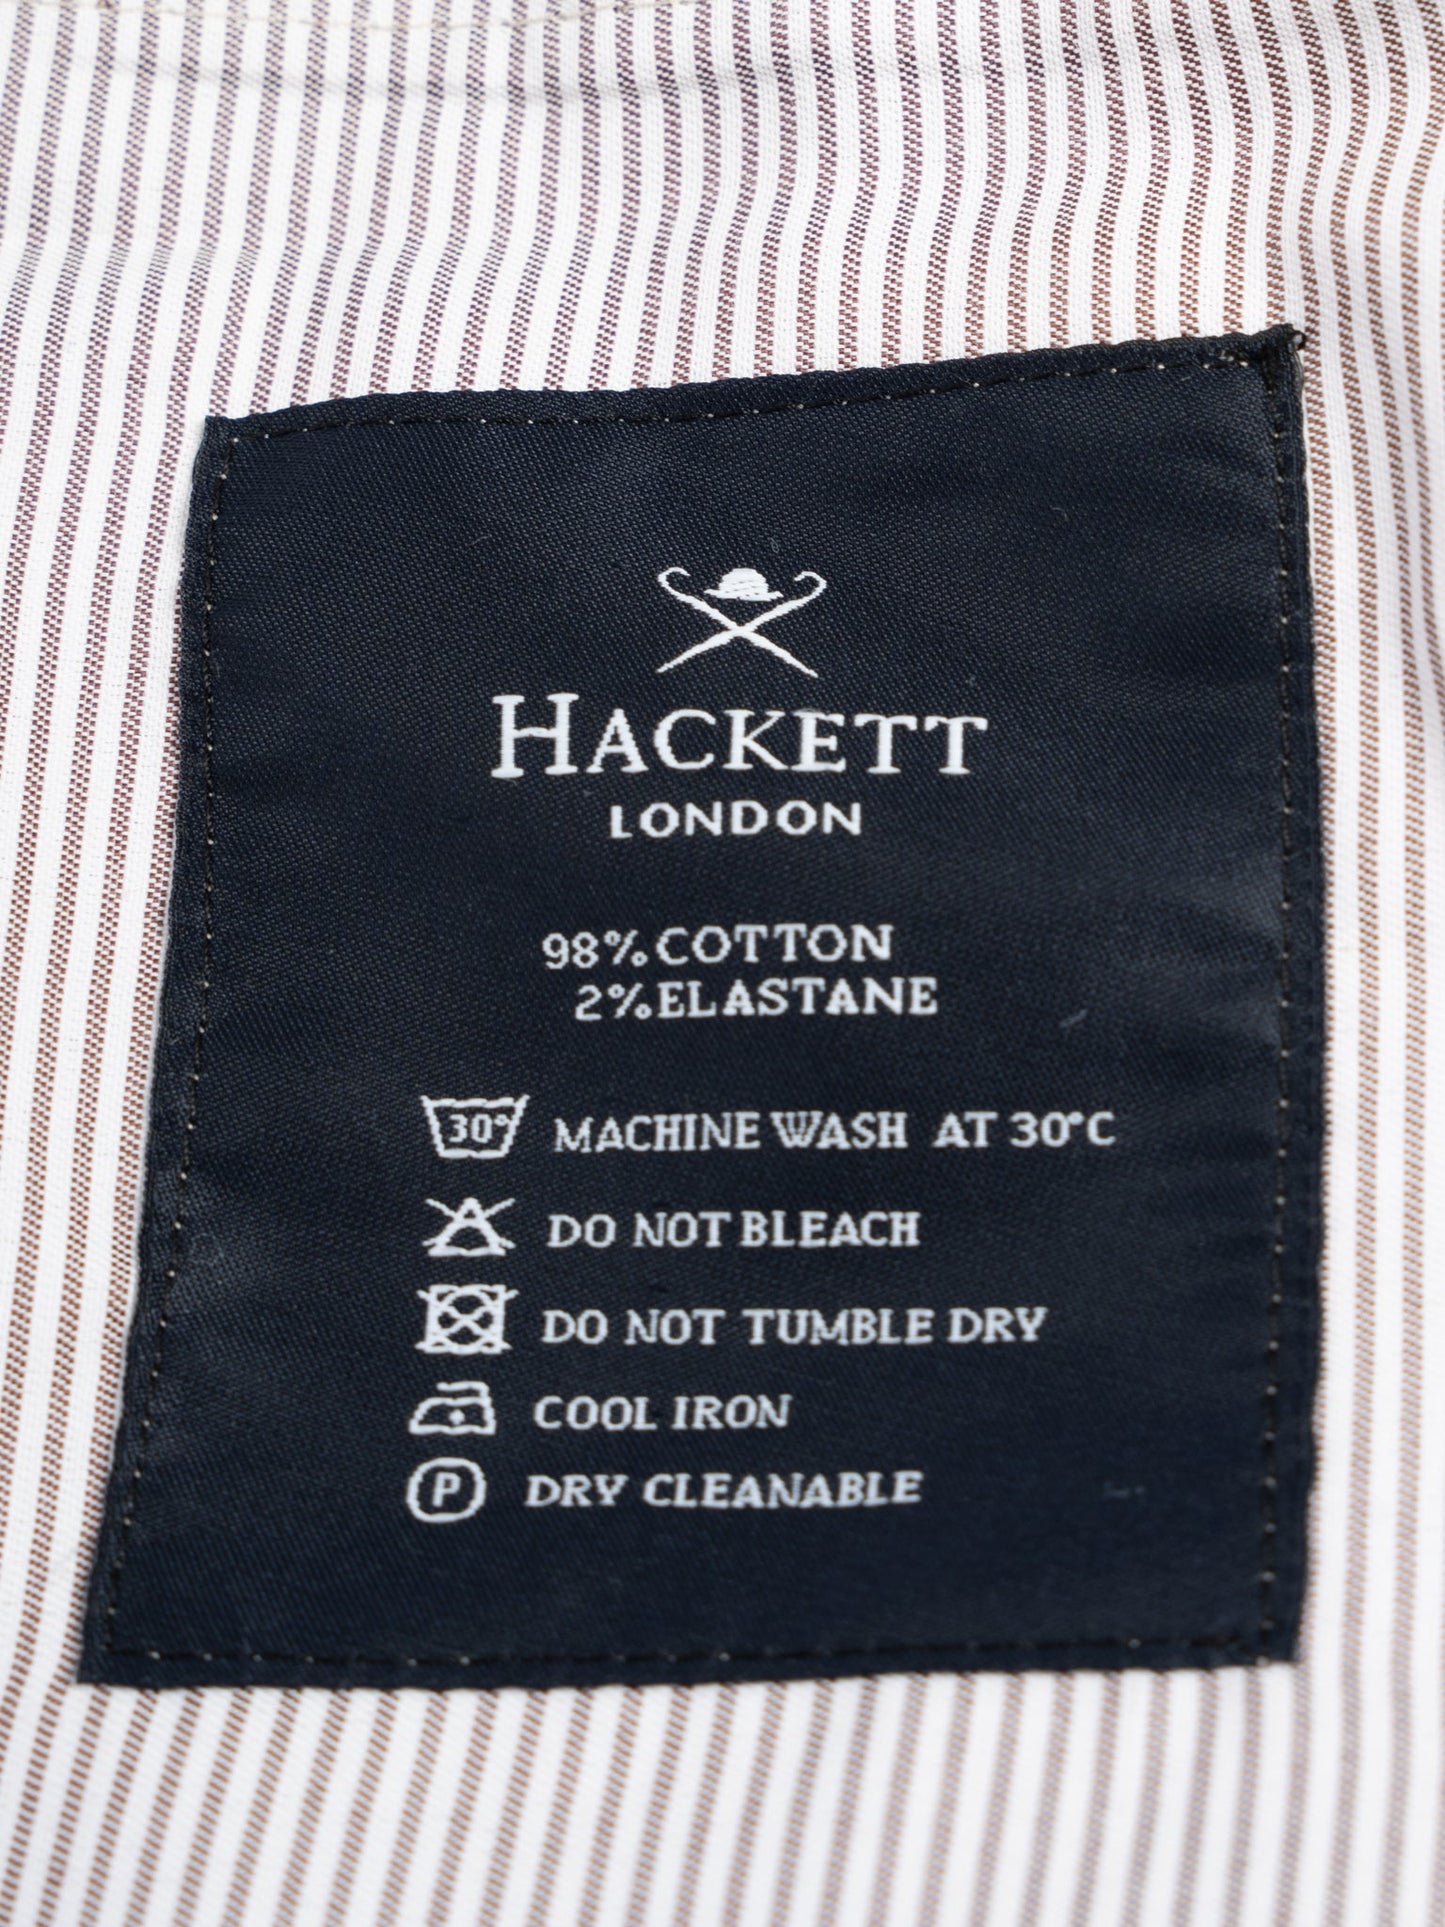 HACKETT
LONDON
98% COTTON
2% ELASTANE
30° MACHINE WASH AT 30°C
DO NOT BLEACH
DO NOT TUMBLE DRY
COOL IRON
P DRY CLEANABLE